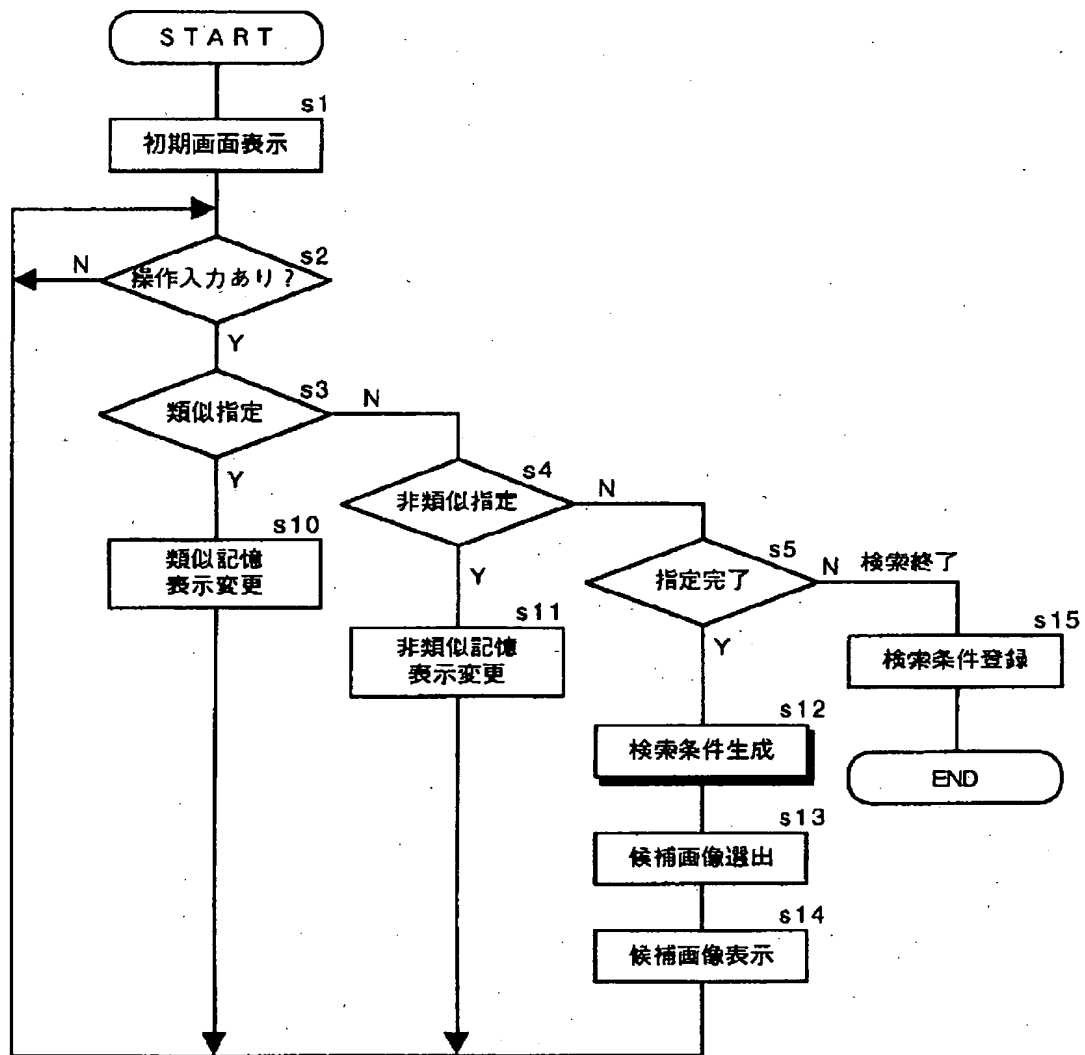 START
s1
初期画面表示
s2
N
操作入力あり?
Y
s3
類似指定
N
Y
s4
非類似指定
N
Y
s10
類似記憶
表示変更
s5
指定完了
N
検索終了
Y
s11
非類似記憶
表示変更
s15
検索条件登録
s12
検索条件生成
END
s13
候補画像選出
s14
候補画像表示